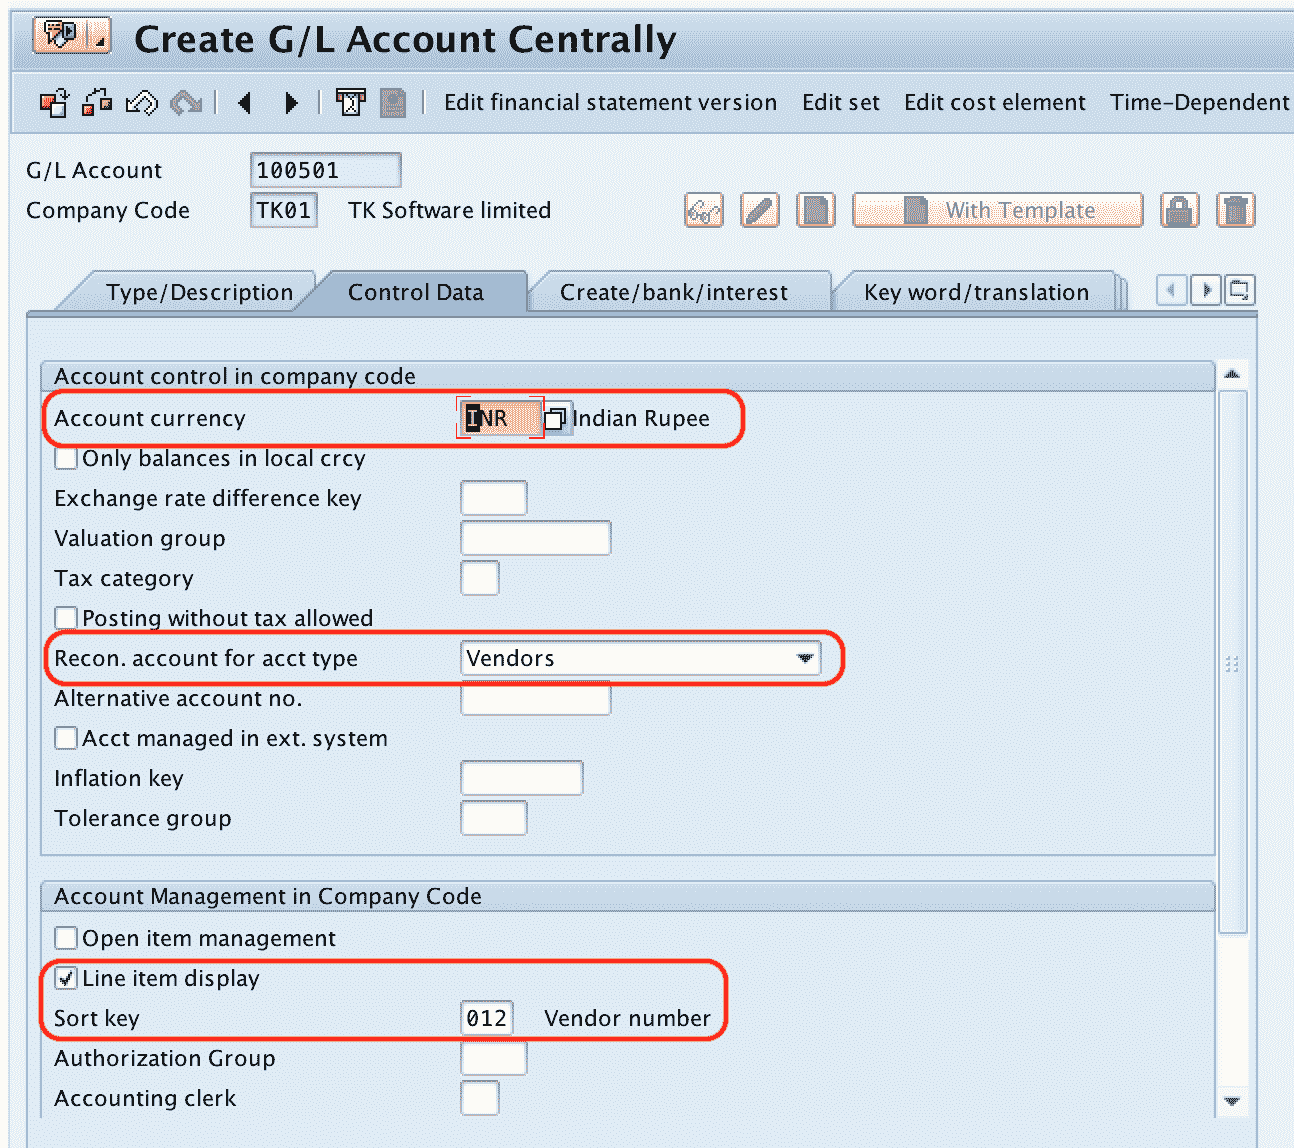 Create G/L Account Centrally
Edit financial statement version Edit set Edit cost element Time-Dependent
G/L Account 100501
Company Code TK01 TK Software limited
With Template
Type/Description Control Data Create/bank/interest Key word/translation
Account control in company code
Account currency INR Indian Rupee
Only balances in local crcy
Exchange rate difference key
Valuation group
Tax category
Posting without tax allowed
Recon. account for acct type Vendors
Alternative account no.
Acct managed in ext. system
Inflation key
Tolerance group
Account Management in Company Code
Open item management
Line item display
Sort key 012 Vendor number
Authorization Group
Accounting clerk